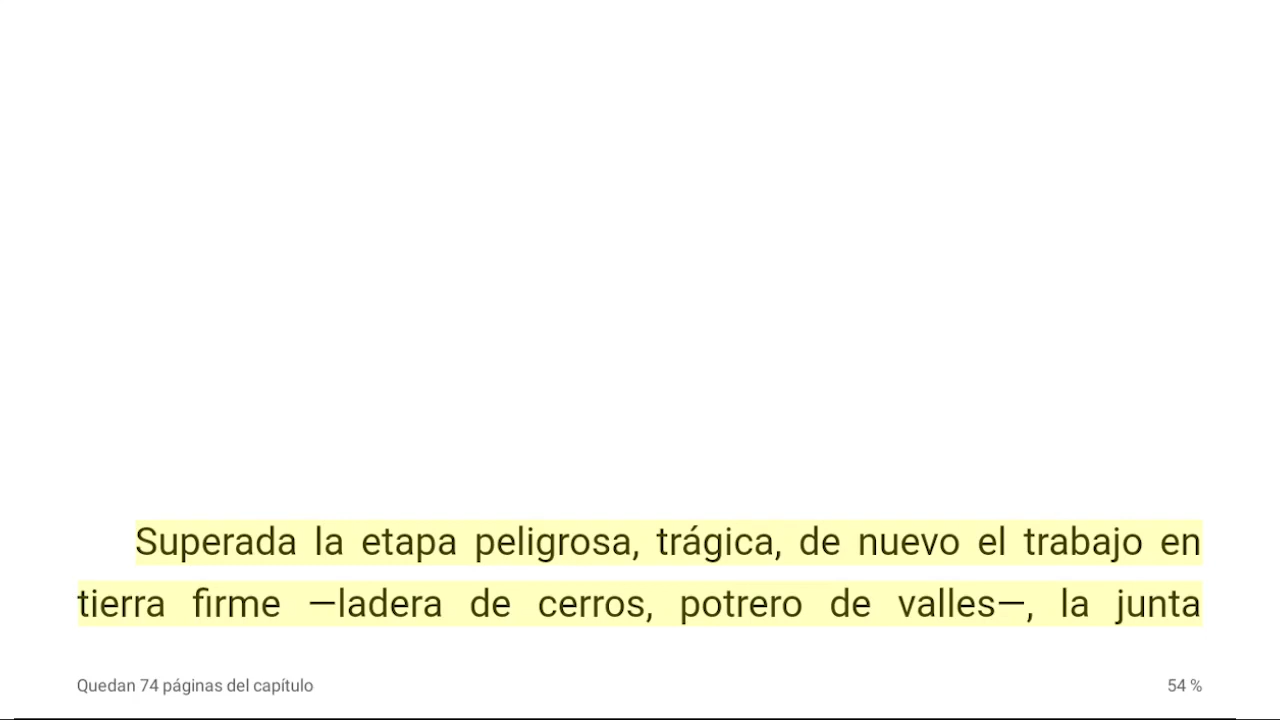 Superada la etapa peligrosa, trágica, de nuevo el trabajo en
tierra firme —ladera de cerros, potrero de valles—, la junta
Quedan 74 páginas del capítulo
54 %